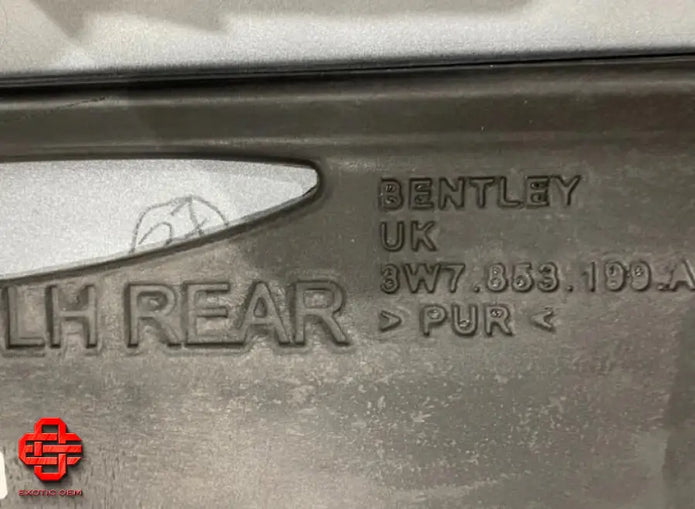 BENTLEY
UK
3W7.853.199.A
> PUR <
LH REAR
EXOTIC OEM